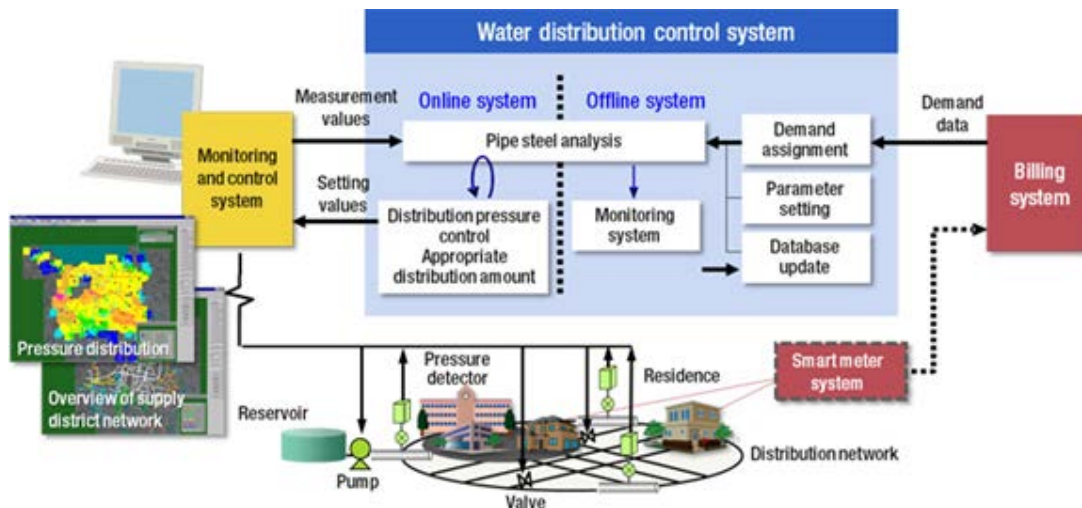 Water distribution control system
Measurement
values
Online system
Offline system
Demand
data
Pipe steel analysis
Demand
assignment
Monitoring
and control
system
Billing
system
Setting
values
Parameter
setting
Distribution pressure
control
Appropriate
distribution amount
Monitoring
system
Database
update
Pressure distribution
Pressure
detector
Residence
Smart meter
system
Overview of supply
district network
Reservoir
Distribution network
Pump
Valve